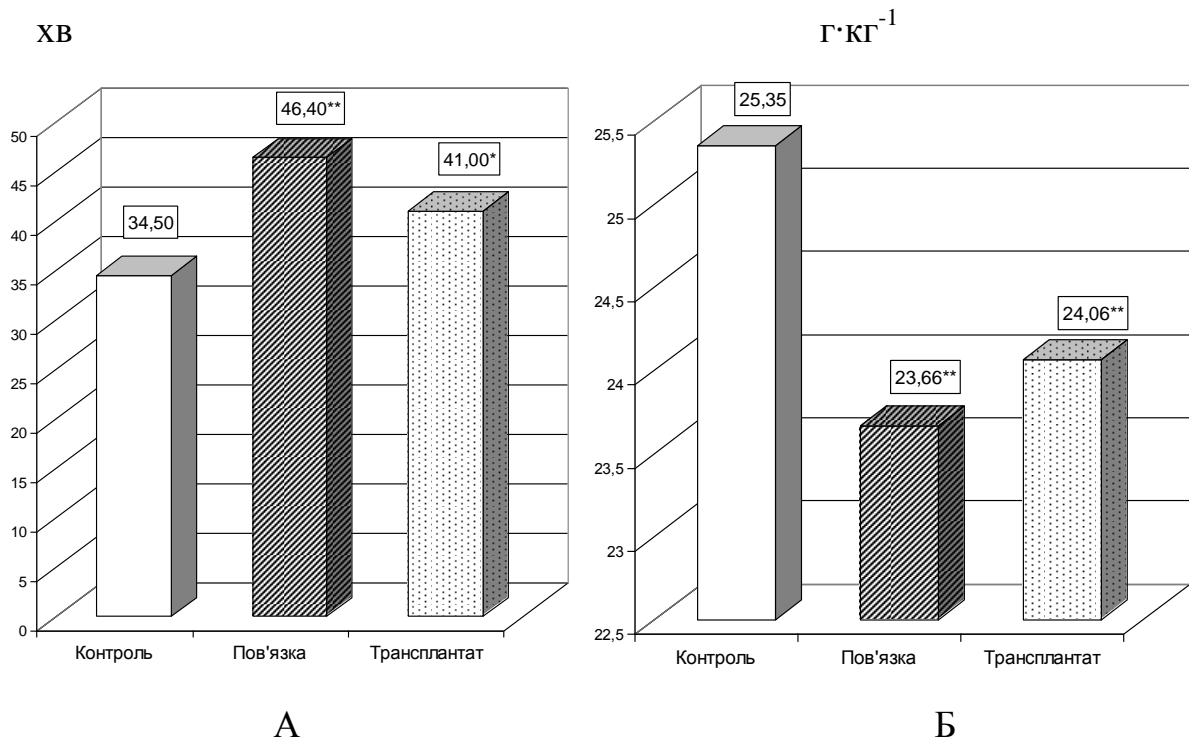 хв
г·кг-1
34,50
46,40**
41,00*
50
45
40
35
30
25
20
15
10
5
0
Контроль
Пов'язка
Трансплантат
А
25,35
23,66**
24,06**
25,5
25
24,5
24
23,5
23
22,5
Контроль
Пов'язка
Трансплантат
Б